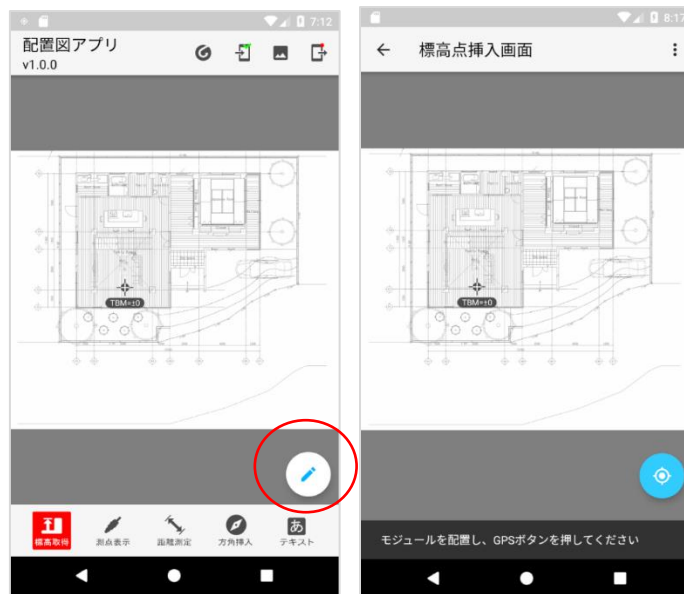 7:12
配置図アプリ
v1.0.0
TBM=±0
標高取得
測点表示
距離測定
方角挿入
あ
テキスト
8:17
標高点挿入画面
TBM=±0
モジュールを配置し、GPSボタンを押してください